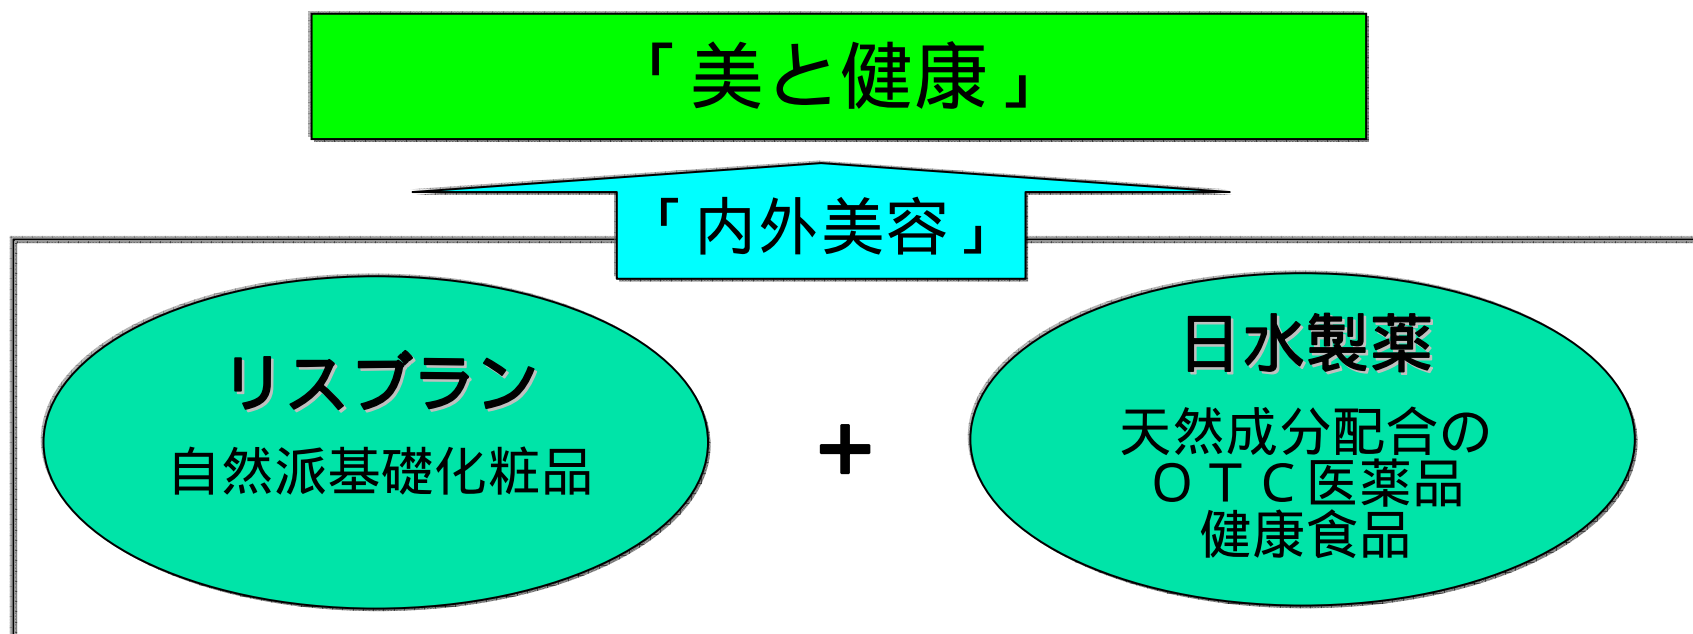 「美と健康」
「内外美容」
リスブラン
自然派基礎化粧品
+
日水製薬
天然成分配合の
ＯＴＣ医薬品
健康食品